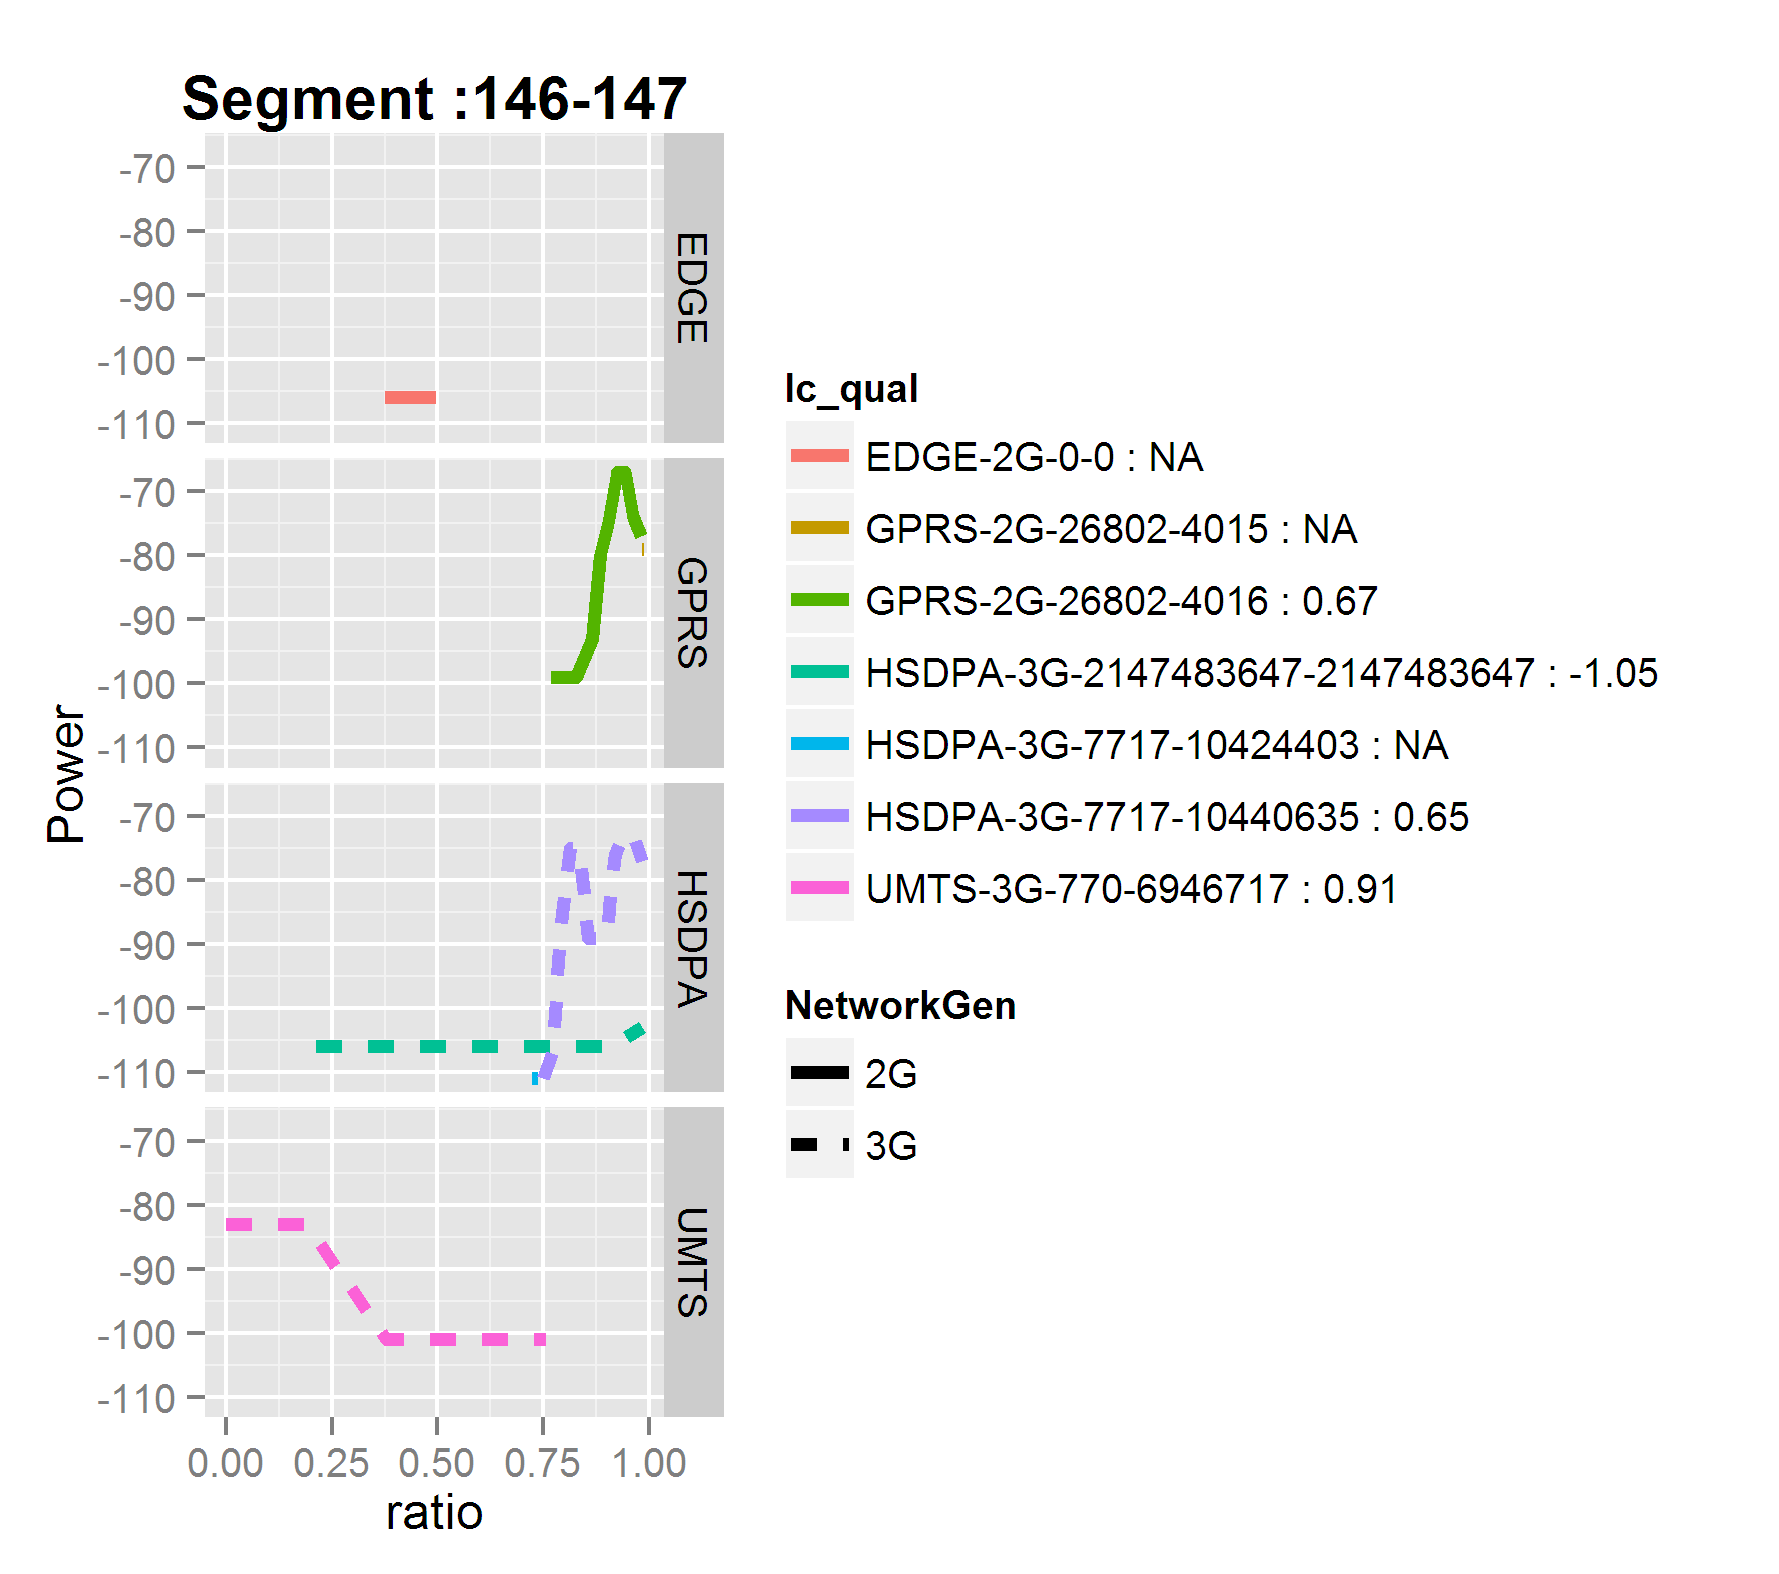 Segment :146-147
Power
-70
-80
-90
-100
-110
EDGE
-70
-80
-90
-100
-110
GPRS
-70
-80
-90
-100
-110
HSDPA
-70
-80
-90
-100
-110
UMTS
0.00 0.25 0.50 0.75 1.00
ratio
lc_qual
EDGE-2G-0-0 : NA
GPRS-2G-26802-4015 : NA
GPRS-2G-26802-4016 : 0.67
HSDPA-3G-2147483647-2147483647 : -1.05
HSDPA-3G-7717-10424403 : NA
HSDPA-3G-7717-10440635 : 0.65
UMTS-3G-770-6946717 : 0.91
NetworkGen
2G
3G